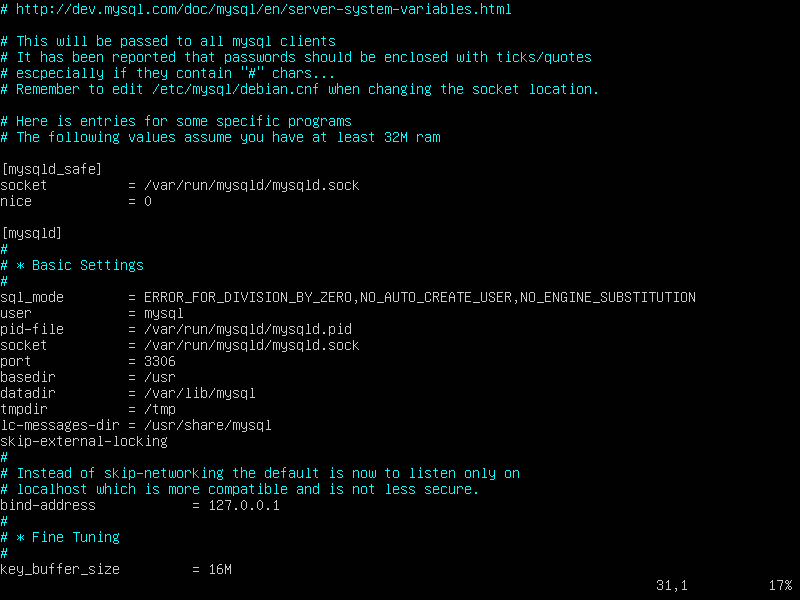 # http://dev.mysql.com/doc/mysql/en/server-system-variables.html
# This will be passed to all mysql clients
# It has been reported that passwords should be enclosed with ticks/quotes
# escpecially if they contain "#" chars...
# Remember to edit /etc/mysql/debian.cnf when changing the socket location.
# Here is entries for some specific programs
# The following values assume you have at least 32M ram
[mysqld_safe]
socket          = /var/run/mysqld/mysqld.sock
nice            = 0
[mysqld]
#
# * Basic Settings
#
sql_mode        = ERROR_FOR_DIVISION_BY_ZERO,NO_AUTO_CREATE_USER,NO_ENGINE_SUBSTITUTION
user            = mysql
pid-file        = /var/run/mysqld/mysqld.pid
socket          = /var/run/mysqld/mysqld.sock
port            = 3306
basedir         = /usr
datadir         = /var/lib/mysql
tmpdir          = /tmp
lc-messages-dir = /usr/share/mysql
skip-external-locking
#
# Instead of skip-networking the default is now to listen only on
# localhost which is more compatible and is not less secure.
bind-address            = 127.0.0.1
#
# * Fine Tuning
#
key_buffer_size         = 16M
31,1          17%